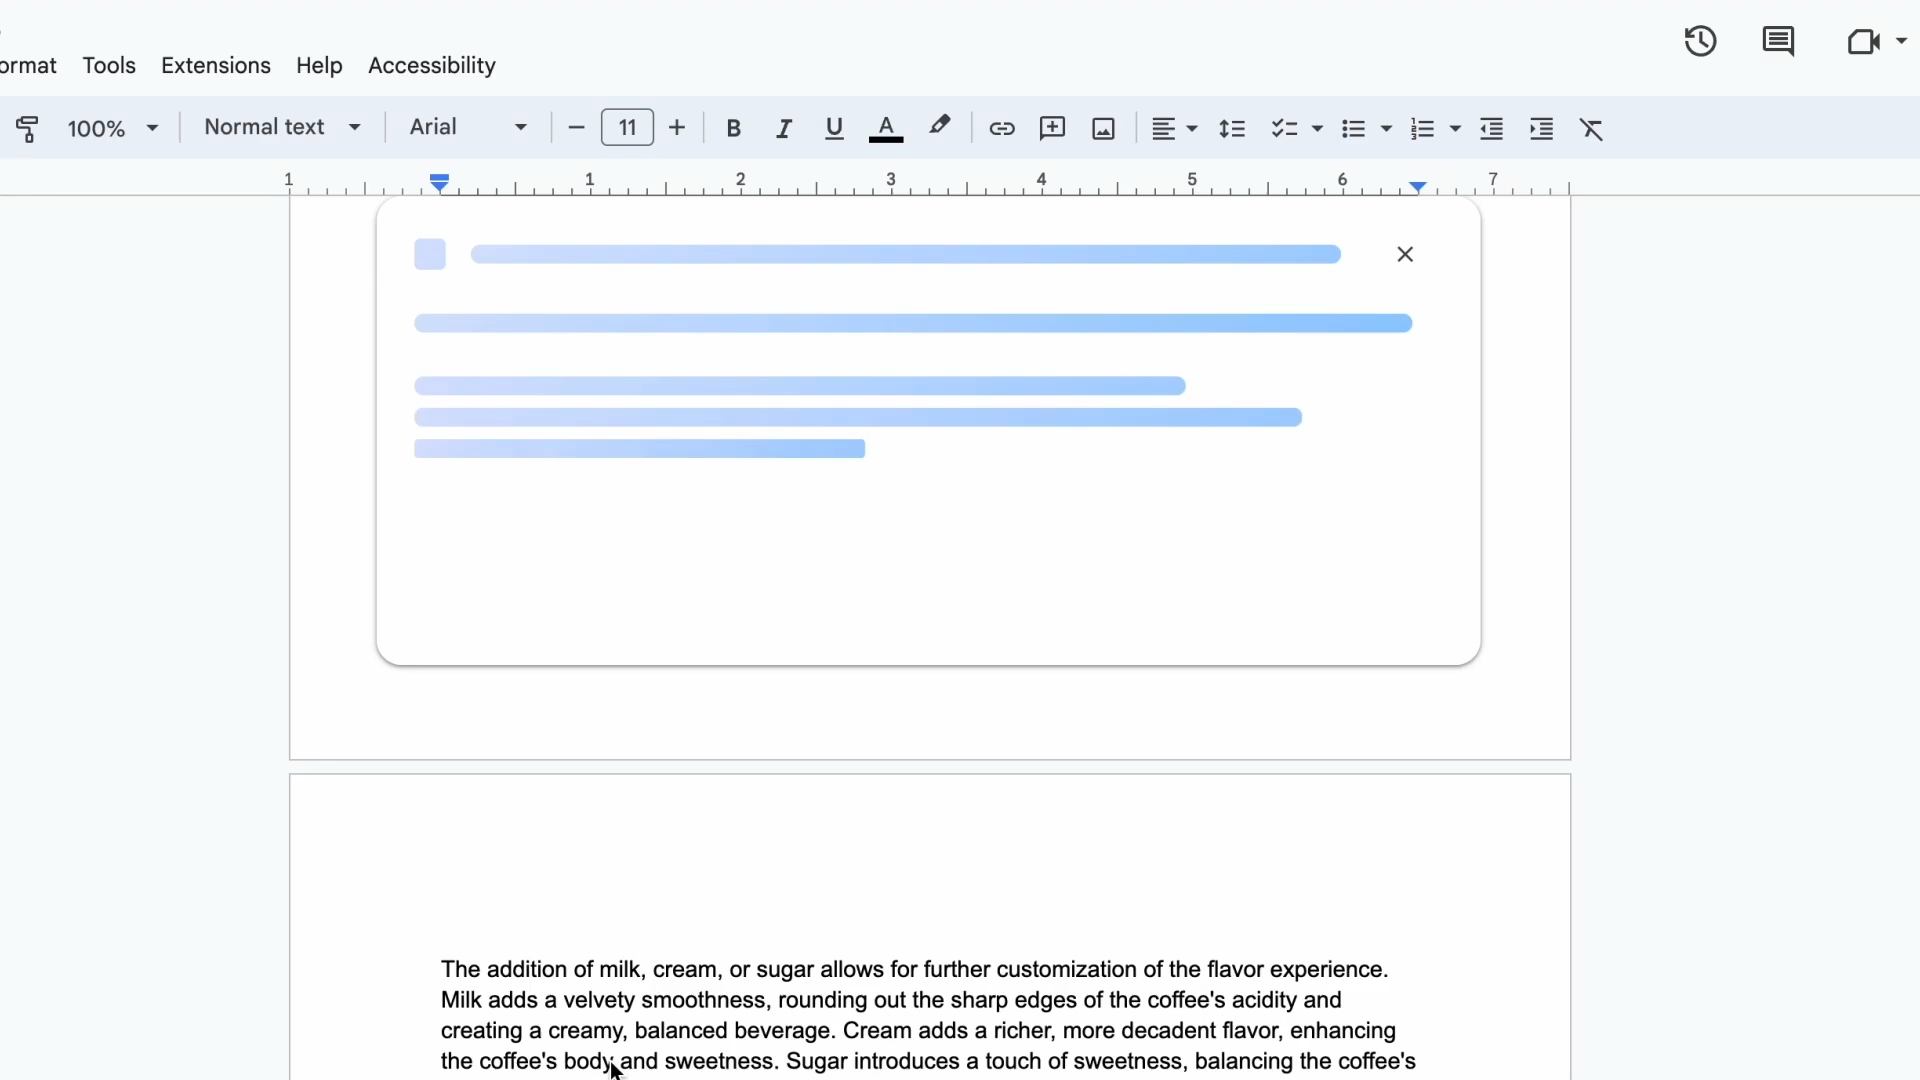 ormat Tools Extensions Help Accessibility
100% Normal text Arial 11 B I U A
1 1 2 3 4 5 6 7
The addition of milk, cream, or sugar allows for further customization of the flavor experience.
Milk adds a velvety smoothness, rounding out the sharp edges of the coffee's acidity and
creating a creamy, balanced beverage. Cream adds a richer, more decadent flavor, enhancing
the coffee's body and sweetness. Sugar introduces a touch of sweetness, balancing the coffee's